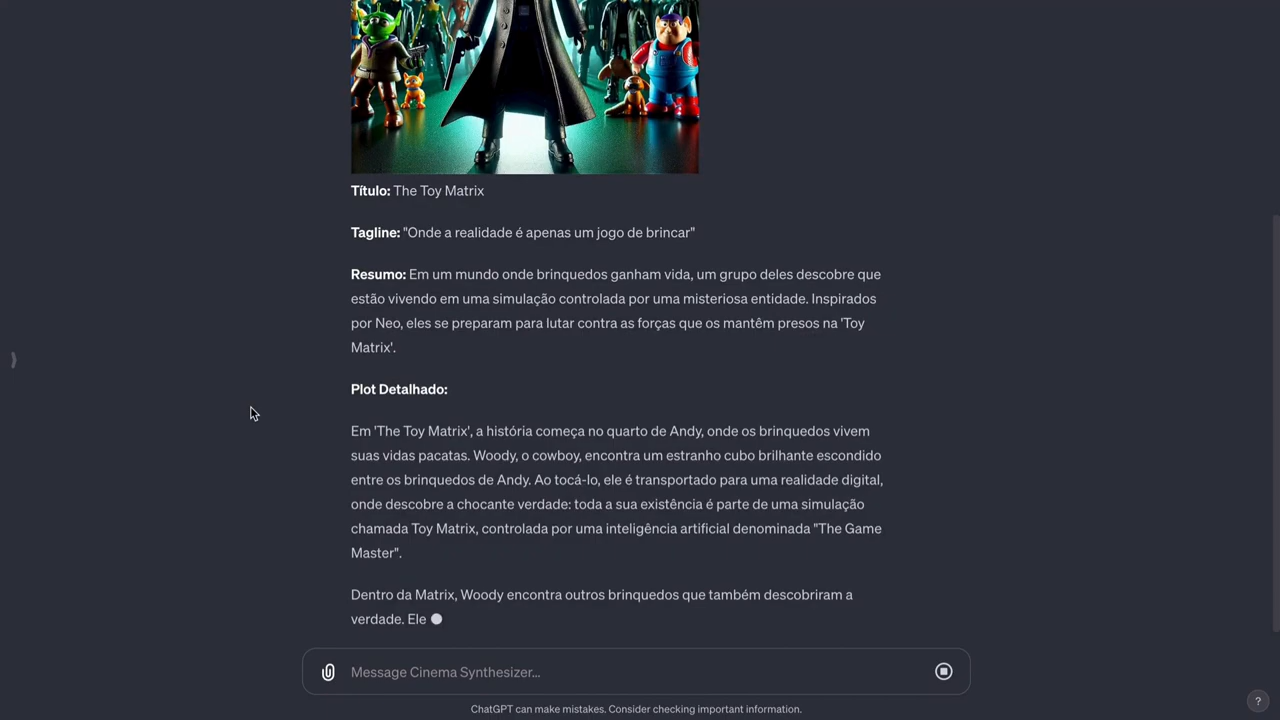 Título: The Toy Matrix
Tagline: "Onde a realidade é apenas um jogo de brincar"
Resumo: Em um mundo onde brinquedos ganham vida, um grupo deles descobre que
estão vivendo em uma simulação controlada por uma misteriosa entidade. Inspirados
por Neo, eles se preparam para lutar contra as forças que os mantêm presos na 'Toy
Matrix'.
Plot Detalhado:
Em 'The Toy Matrix', a história começa no quarto de Andy, onde os brinquedos vivem
suas vidas pacatas. Woody, o cowboy, encontra um estranho cubo brilhante escondido
entre os brinquedos de Andy. Ao tocá-lo, ele é transportado para uma realidade digital,
onde descobre a chocante verdade: toda a sua existência é parte de uma simulação
chamada Toy Matrix, controlada por uma inteligência artificial denominada "The Game
Master".
Dentro da Matrix, Woody encontra outros brinquedos que também descobriram a
verdade. Ele
Message Cinema Synthesizer...
ChatGPT can make mistakes. Consider checking important information.
?